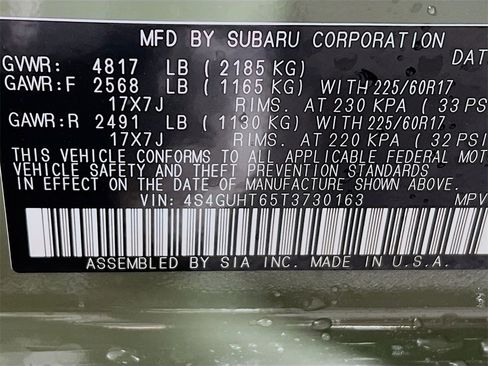 MFD BY SUBARU CORPORATION DAT
GVWR: 4817 LB ( 2185 KG)
GAWR:F 2568 LB ( 1165 KG) WITH 225/60R17
17X7J RIMS. AT 230 KPA ( 33 PSI
GAWR:R 2491 LB ( 1130 KG) WITH 225/60R17
17X7J RIMS. AT 220 KPA ( 32 PSI
THIS VEHICLE CONFORMS TO ALL APPLICABLE FEDERAL MOT
VEHICLE SAFETY AND THEFT PREVENTION STANDARDS
IN EFFECT ON THE DATE OF MANUFACTURE SHOWN ABOVE.
VIN: 4S4GUHT65T3730163 MPV
ASSEMBLED BY SIA INC. MADE IN U.S.A.